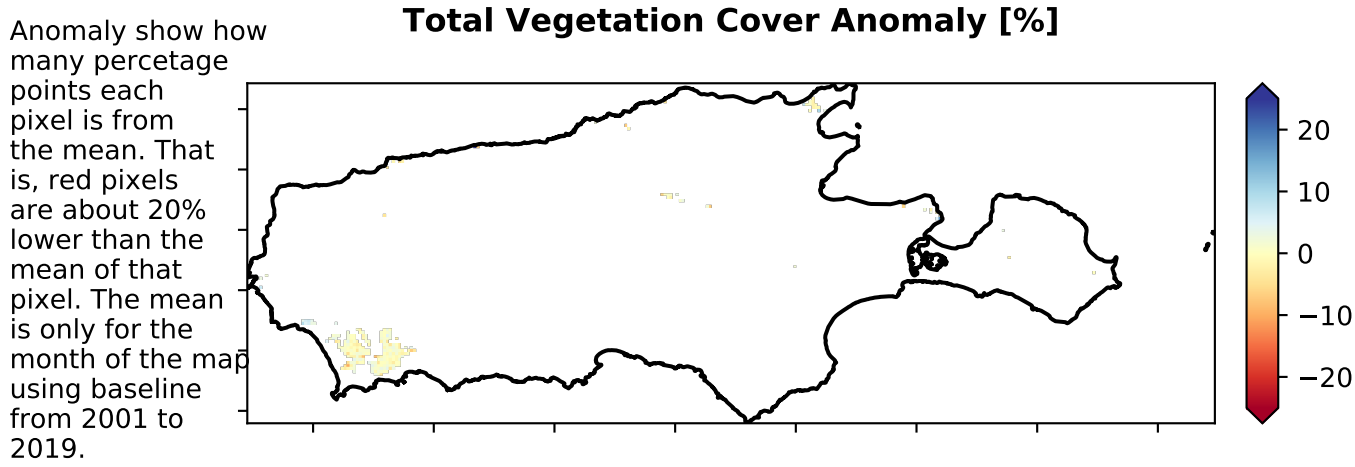 Total Vegetation Cover Anomaly [%]
Anomaly show how
many percetage
points each
pixel is from
the mean. That
is, red pixels
are about 20%
lower than the
mean of that
pixel. The mean
is only for the
month of the map
using baseline
from 2001 to
2019.
20
10
0
−10
−20